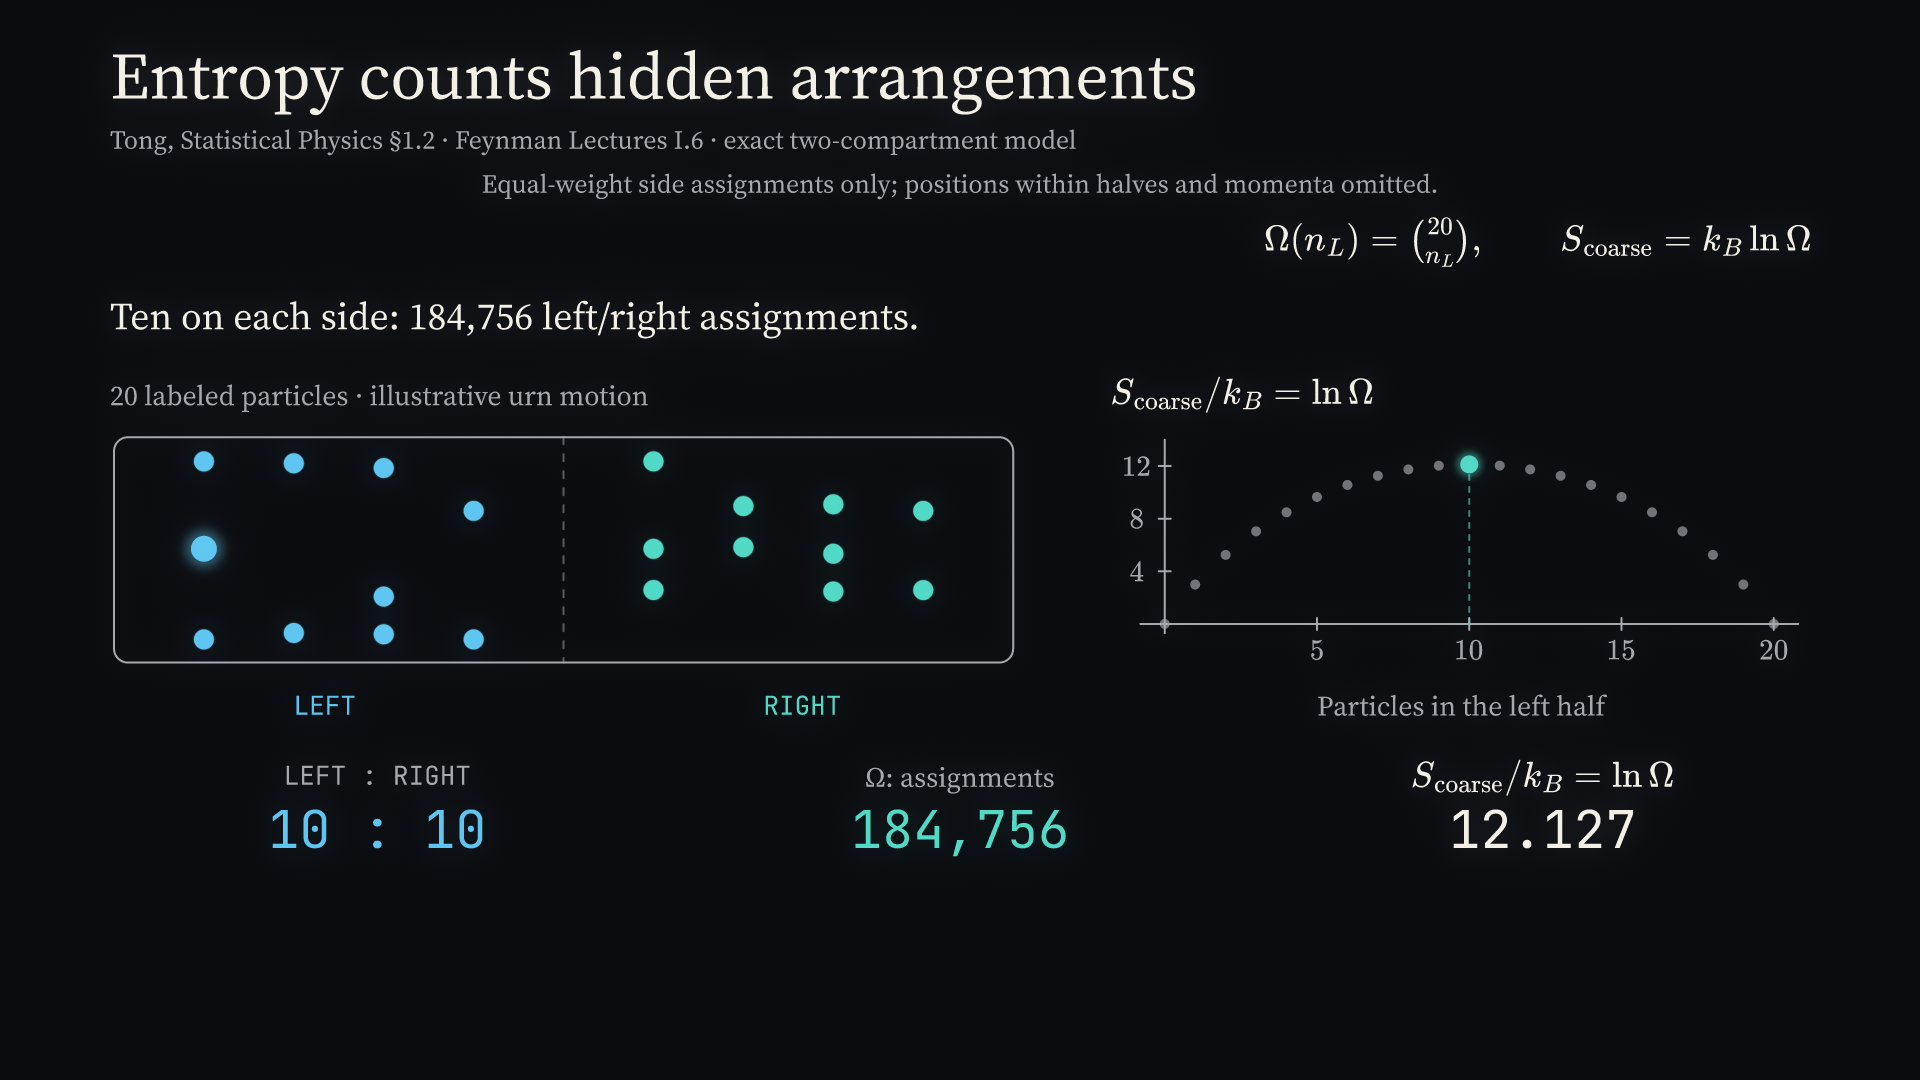 Entropy counts hidden arrangements
Tong, Statistical Physics §1.2 · Feynman Lectures I.6 · exact two-compartment model
Equal-weight side assignments only; positions within halves and momenta omitted.
Ω(n_L) = (20 n_L), S_coarse = k_B ln Ω
Ten on each side: 184,756 left/right assignments.
20 labeled particles · illustrative urn motion
S_coarse/k_B = ln Ω
12
8
4
5 10 15 20
LEFT RIGHT
Particles in the left half
LEFT : RIGHT
10 : 10
Ω: assignments
184,756
S_coarse/k_B = ln Ω
12.127